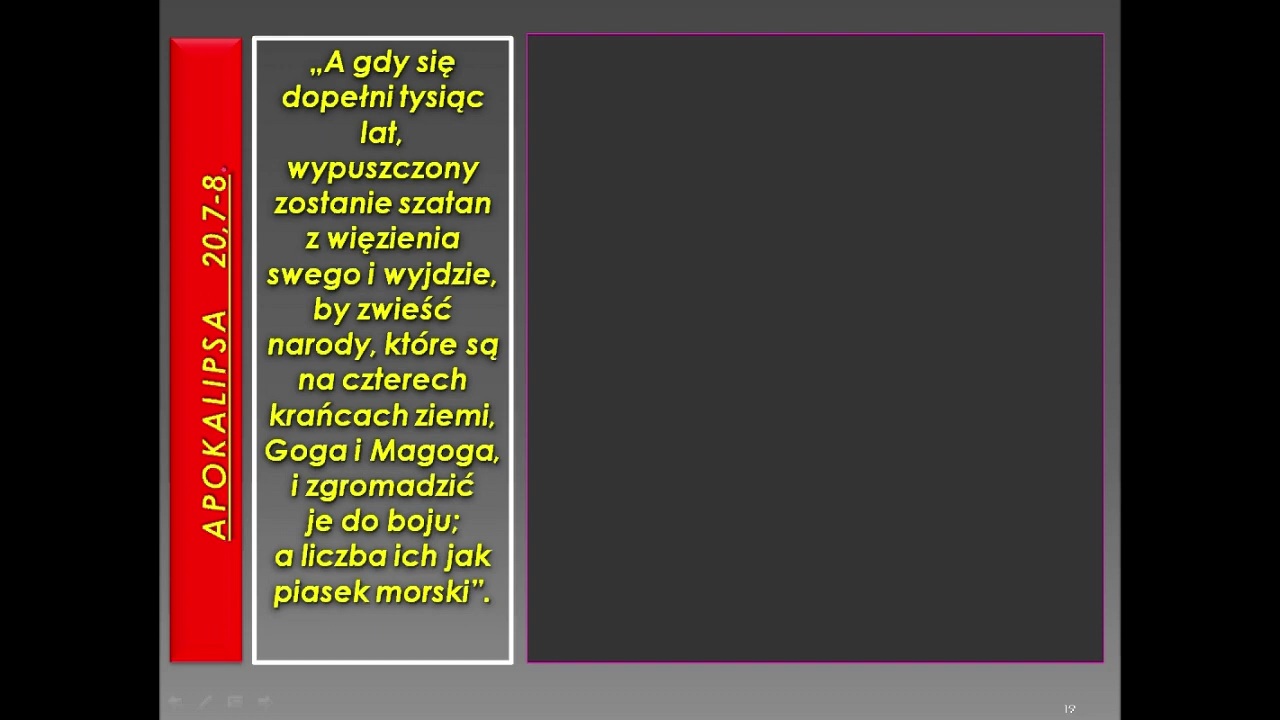 APOKALIPSA 20,7-8.
„A gdy się
dopełni tysiąc
lat,
wypuszczony
zostanie szatan
z więzienia
swego i wyjdzie,
by zwieść
narody, które są
na czterech
krańcach ziemi,
Goga i Magoga,
i zgromadzić
je do boju;
a liczba ich jak
piasek morski”.
19